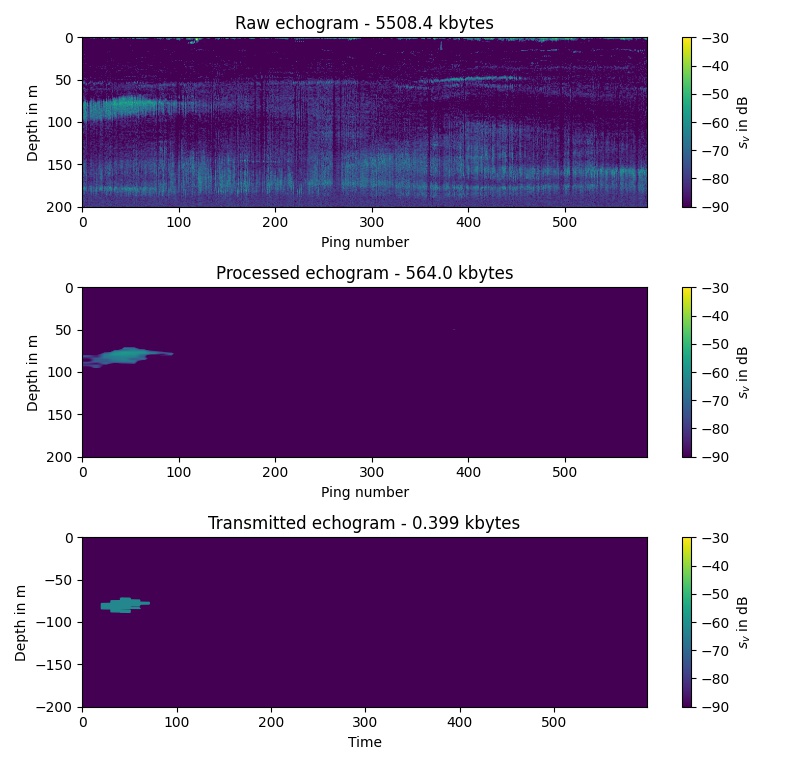 Raw echogram - 5508.4 kbytes
0
50
100
150
200
Depth in m
0 100 200 300 400 500
Ping number
−30
−40
−50
−60
−70
−80
−90
sv in dB
Processed echogram - 564.0 kbytes
0
50
100
150
200
Depth in m
0 100 200 300 400 500
Ping number
−30
−40
−50
−60
−70
−80
−90
sv in dB
Transmitted echogram - 0.399 kbytes
0
−50
−100
−150
−200
Depth in m
0 100 200 300 400 500
Time
−30
−40
−50
−60
−70
−80
−90
sv in dB